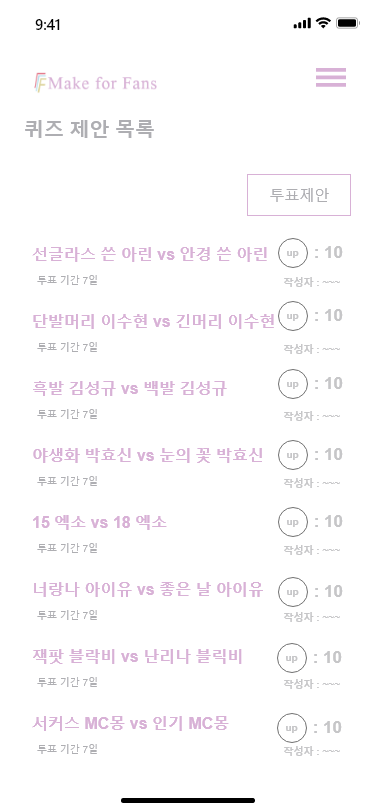 9:41
Make for Fans
퀴즈 제안 목록
투표제안
선글라스 쓴 아린 vs 안경 쓴 아린 up : 10
투표 기간 7일 작성자 : ~~~
단발머리 이수현 vs 긴머리 이수현 up : 10
투표 기간 7일 작성자 : ~~~
흑발 김성규 vs 백발 김성규 up : 10
투표 기간 7일 작성자 : ~~~
야생화 박효신 vs 눈의 꽃 박효신 up : 10
투표 기간 7일 작성자 : ~~~
15 엑소 vs 18 엑소 up : 10
투표 기간 7일 작성자 : ~~~
너랑나 아이유 vs 좋은 날 아이유 up : 10
투표 기간 7일 작성자 : ~~~
잭팟 블락비 vs 난리나 블릭비 up : 10
투표 기간 7일 작성자 : ~~~
서커스 MC몽 vs 인기 MC몽 up : 10
투표 기간 7일 작성자 : ~~~